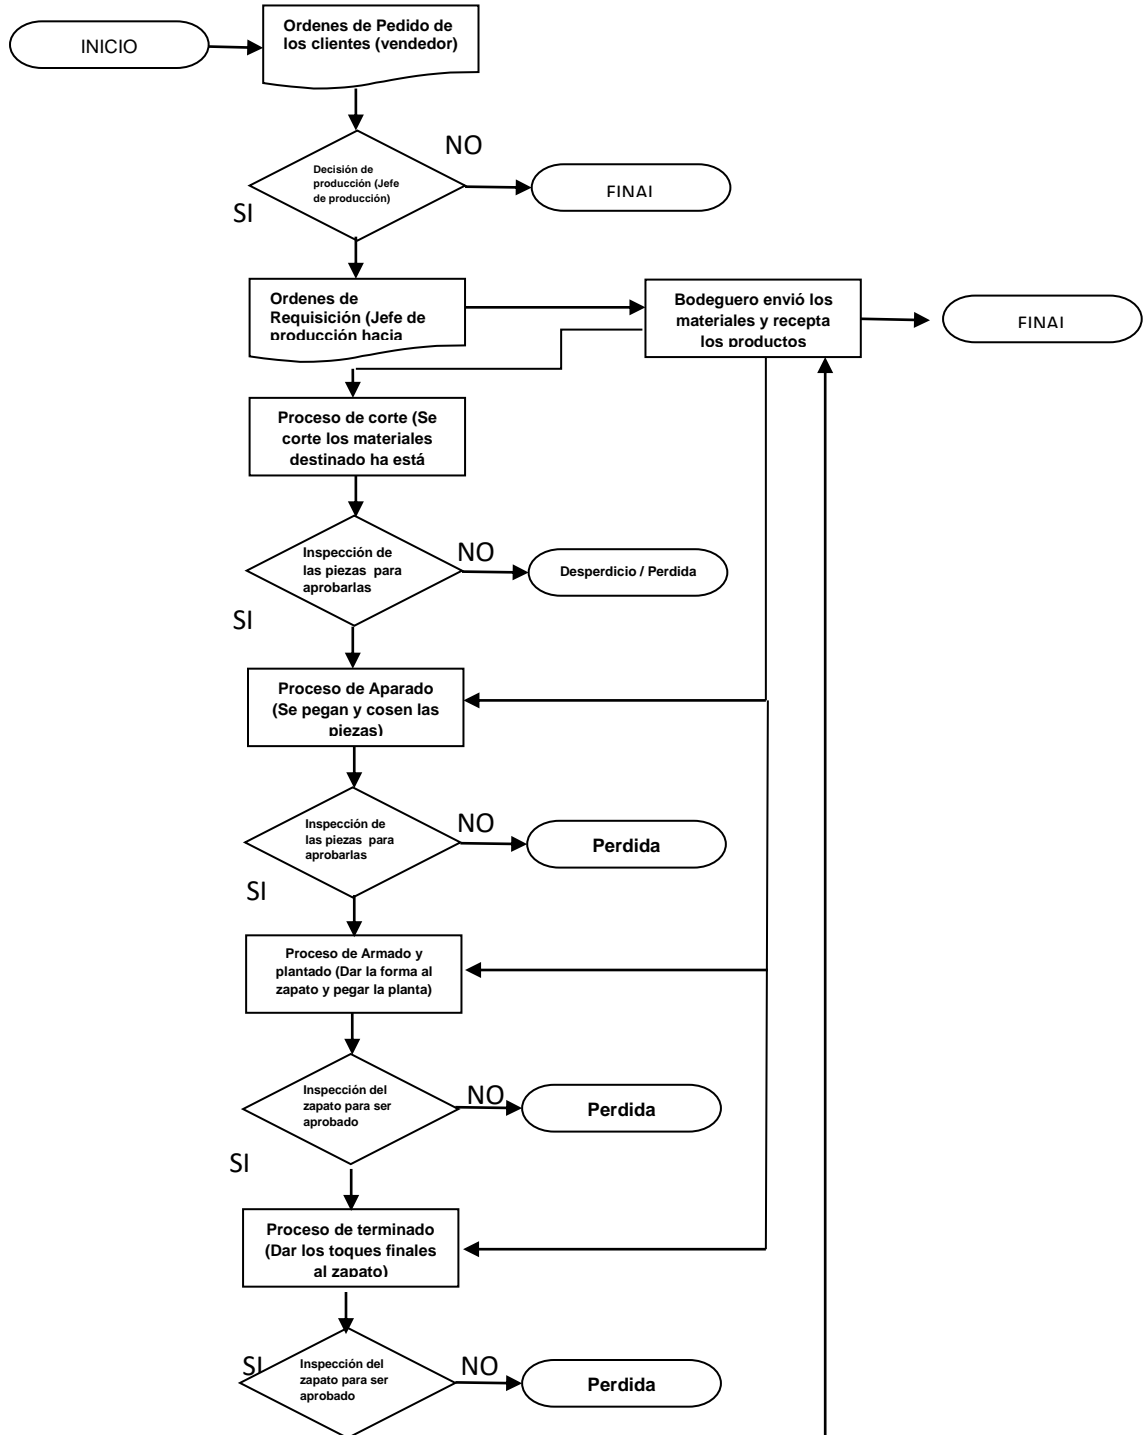 INICIO
Ordenes de Pedido de
los clientes (vendedor)
NO
Decisión de
producción (Jefe
de producción)
FINAL
SI
Ordenes de
Requisición (Jefe de
producción hacia
Bodeguero envió los
materiales y recepta
los productos
FINAL
Proceso de corte (Se
corte los materiales
destinado ha está
Inspección de
las piezas para
aprobarlas
NO
Desperdicio / Perdida
SI
Proceso de Aparado
(Se pegan y cosen las
piezas)
Inspección de
las piezas para
aprobarlas
NO
Perdida
SI
Proceso de Armado y
plantado (Dar la forma al
zapato y pegar la planta)
Inspección del
zapato para ser
aprobado
NO
Perdida
SI
Proceso de terminado
(Dar los toques finales
al zapato)
SI
Inspección del
zapato para ser
aprobado
NO
Perdida